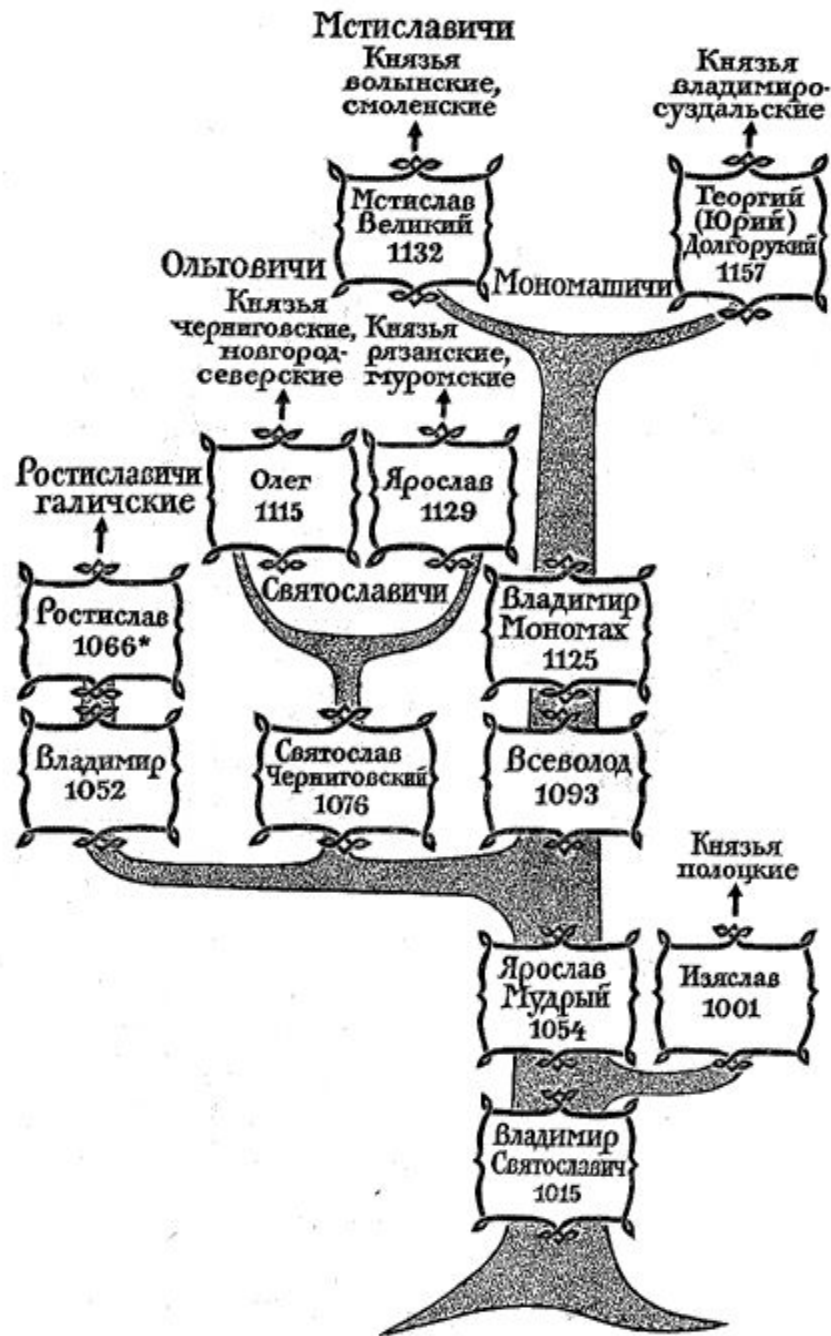 Мстиславичи
Князья
волынские,
смоленские
Князья
владимиро-
суздальские
Мстислав
Великий
1132
Георгий
(Юрий)
Долгорукий
1157
Ольговичи
Мономашичи
Князья
черниговские,
новгород-
северские
Князья
рязанские,
муромские
Ростиславичи
галичские
Олег
1115
Ярослав
1129
Святославичи
Ростислав
1066*
Владимир
Мономах
1125
Владимир
1052
Святослав
Черниговский
1076
Всеволод
1093
Князья
полоцкие
Ярослав
Мудрый
1054
Изяслав
1001
Владимир
Святославич
1015